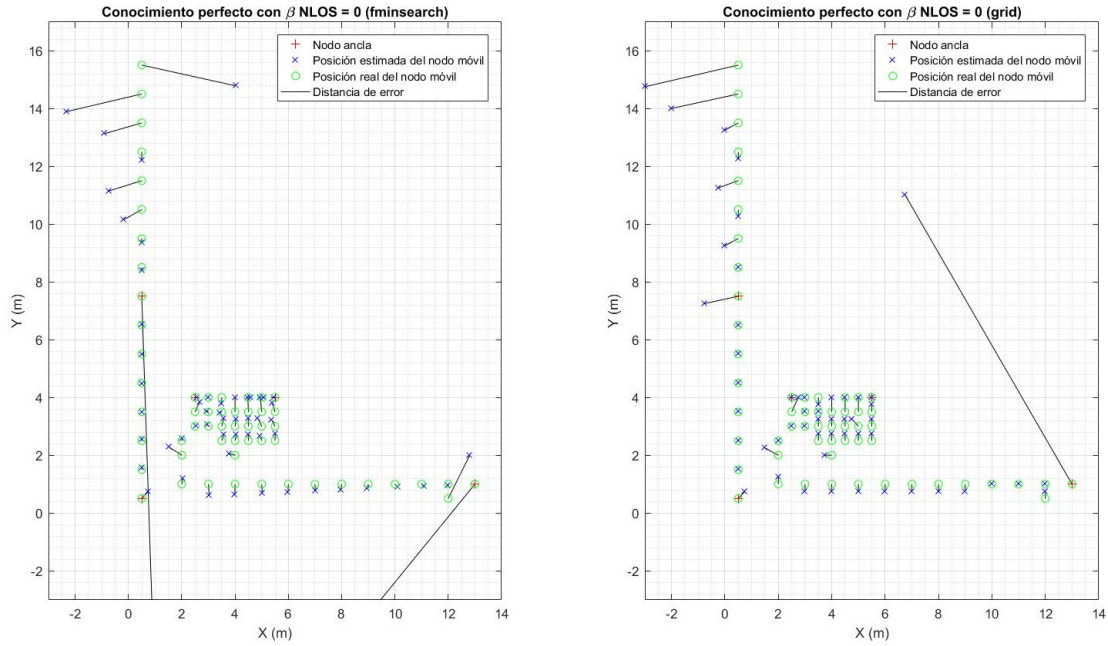 Conocimiento perfecto con β NLOS = 0 (fminsearch)
Nodo ancla
Posición estimada del nodo móvil
Posición real del nodo móvil
Distancia de error
16
14
12
10
8
6
4
2
0
-2
Y (m)
-2 0 2 4 6 8 10 12 14
X (m)
Conocimiento perfecto con β NLOS = 0 (grid)
Nodo ancla
Posición estimada del nodo móvil
Posición real del nodo móvil
Distancia de error
16
14
12
10
8
6
4
2
0
-2
Y (m)
-2 0 2 4 6 8 10 12 14
X (m)